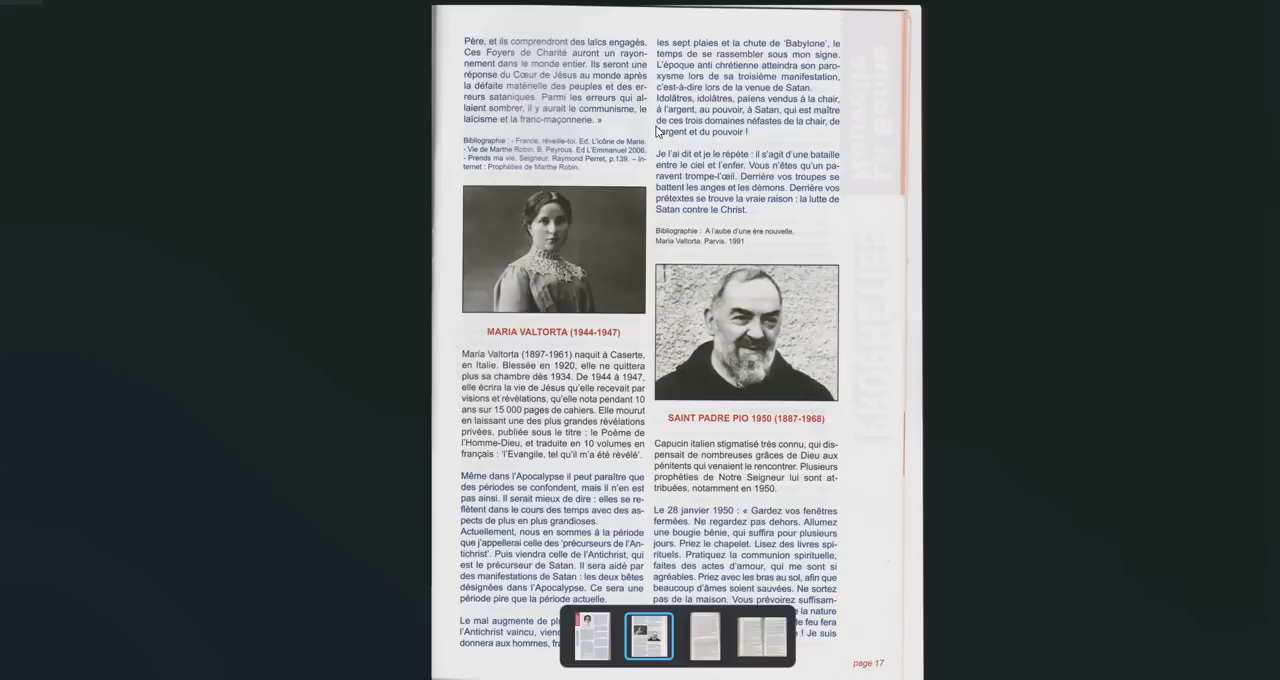 Père, et ils comprendront des laïcs engagés.
Ces Foyers de Charité auront un rayon-
nement dans le monde entier. Ils seront une
réponse du Cœur de Jésus au monde après
la défaite matérielle des peuples et des er-
reurs sataniques. Parmi les erreurs qui al-
laient sombrer, il y aurait le communisme, le
laïcisme et la franc-maçonnerie. »
Bibliographie : - France, réveille-toi. Ed. L'icône de Marie.
- Vie de Marthe Robin. B. Peyrous. Ed L'Emmanuel 2006.
- Prends ma vie, Seigneur. Raymond Perret, p.139. – In-
ternet : Prophéties de Marthe Robin.
MARIA VALTORTA (1944-1947)
Maria Valtorta (1897-1961) naquit à Caserte,
en Italie. Blessée en 1920, elle ne quittera
plus sa chambre dès 1934. De 1944 à 1947,
elle écrira la vie de Jésus qu'elle recevait par
visions et révélations, qu'elle nota pendant 10
ans sur 15 000 pages de cahiers. Elle mourut
en laissant une des plus grandes révélations
privées, publiée sous le titre : le Poème de
l'Homme-Dieu, et traduite en 10 volumes en
français : 'l'Evangile, tel qu'il m'a été révélé'.
Même dans l'Apocalypse il peut paraître que
des périodes se confondent, mais il n'en est
pas ainsi. Il serait mieux de dire : elles se re-
flètent dans le cours des temps avec des as-
pects de plus en plus grandioses.
Actuellement, nous en sommes à la période
que j'appellerai celle des 'précurseurs de l'An-
tichrist'. Puis viendra celle de l'Antichrist, qui
est le précurseur de Satan. Il sera aidé par
des manifestations de Satan : les deux bêtes
désignées dans l'Apocalypse. Ce sera une
période pire que la période actuelle.
Le mal augmente de
l'Antichrist vaincu,
donnera aux hommes,
les sept plaies et la chute de 'Babylone', le
temps de se rassembler sous mon signe.
L'époque anti chrétienne atteindra son paro-
xysme lors de sa troisième manifestation,
c'est-à-dire lors de la venue de Satan.
Idolâtres, idolâtres, païens vendus à la chair,
à l'argent, au pouvoir, à Satan, qui est maître
de ces trois domaines néfastes de la chair, de
l'argent et du pouvoir !
Je l'ai dit et je le répète : il s'agit d'une bataille
entre le ciel et l'enfer. Vous n'êtes qu'un pa-
ravent trompe-l'œil. Derrière vos troupes se
battent les anges et les démons. Derrière vos
prétextes se trouve la vraie raison : la lutte de
Satan contre le Christ.
Bibliographie : A l'aube d'une ère nouvelle.
Maria Valtorta. Parvis. 1991
SAINT PADRE PIO 1950 (1887-1968)
Capucin italien stigmatisé très connu, qui dis-
pensait de nombreuses grâces de Dieu aux
pénitents qui venaient le rencontrer. Plusieurs
prophéties de Notre Seigneur lui sont at-
tribuées, notamment en 1950.
Le 28 janvier 1950 : « Gardez vos fenêtres
fermées. Ne regardez pas dehors. Allumez
une bougie bénie, qui suffira pour plusieurs
jours. Priez le chapelet. Lisez des livres spi-
rituels. Pratiquez la communion spirituelle,
faites des actes d'amour, qui me sont si
agréables. Priez avec les bras au sol, afin que
beaucoup d'âmes soient sauvées. Ne sortez
pas de la maison. Vous prévoirez suffisam-
la nature
de feu fera
! Je suis
page 17